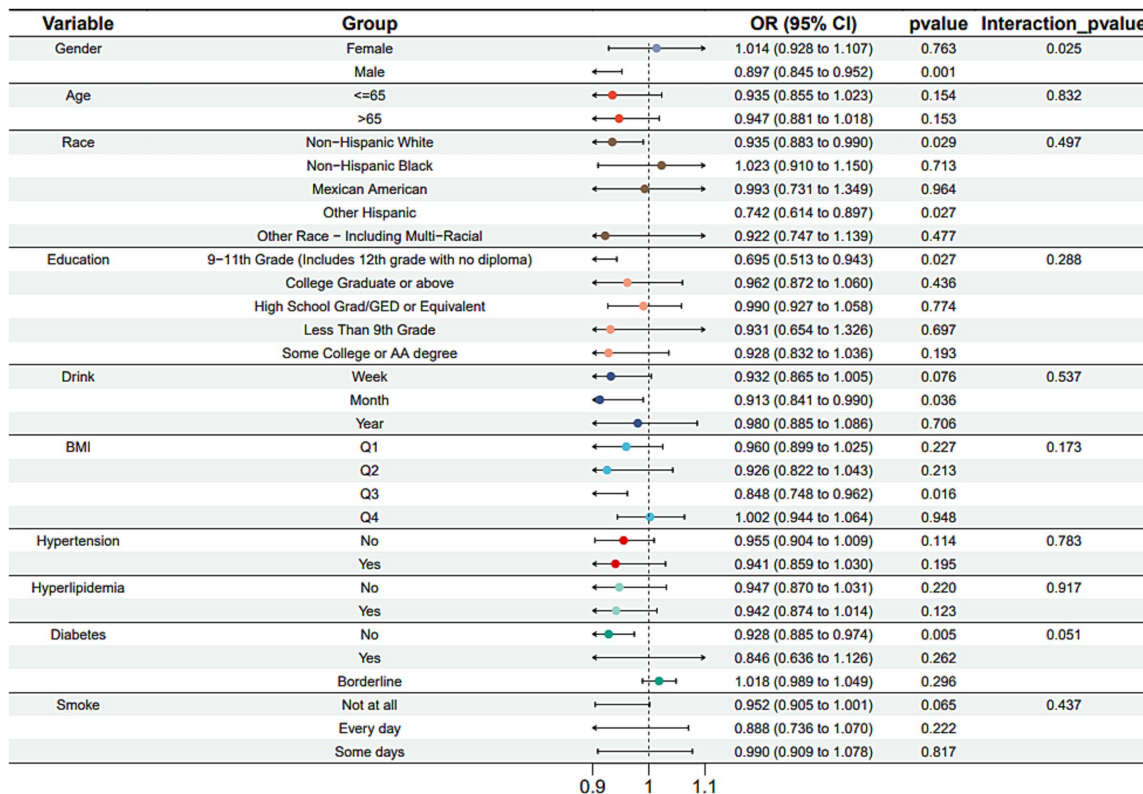 Variable Group OR (95% CI) pvalue Interaction_pvalue
Gender Female 1.014 (0.928 to 1.107) 0.763 0.025
Male 0.897 (0.845 to 0.952) 0.001
Age <=65 0.935 (0.855 to 1.023) 0.154 0.832
>65 0.947 (0.881 to 1.018) 0.153
Race Non−Hispanic White 0.935 (0.883 to 0.990) 0.029 0.497
Non−Hispanic Black 1.023 (0.910 to 1.150) 0.713
Mexican American 0.993 (0.731 to 1.349) 0.964
Other Hispanic 0.742 (0.614 to 0.897) 0.027
Other Race − Including Multi−Racial 0.922 (0.747 to 1.139) 0.477
Education 9−11th Grade (Includes 12th grade with no diploma) 0.695 (0.513 to 0.943) 0.027 0.288
College Graduate or above 0.962 (0.872 to 1.060) 0.436
High School Grad/GED or Equivalent 0.990 (0.927 to 1.058) 0.774
Less Than 9th Grade 0.931 (0.654 to 1.326) 0.697
Some College or AA degree 0.928 (0.832 to 1.036) 0.193
Drink Week 0.932 (0.865 to 1.005) 0.076 0.537
Month 0.913 (0.841 to 0.990) 0.036
Year 0.980 (0.885 to 1.086) 0.706
BMI Q1 0.960 (0.899 to 1.025) 0.227 0.173
Q2 0.926 (0.822 to 1.043) 0.213
Q3 0.848 (0.748 to 0.962) 0.016
Q4 1.002 (0.944 to 1.064) 0.948
Hypertension No 0.955 (0.904 to 1.009) 0.114 0.783
Yes 0.941 (0.859 to 1.030) 0.195
Hyperlipidemia No 0.947 (0.870 to 1.031) 0.220 0.917
Yes 0.942 (0.874 to 1.014) 0.123
Diabetes No 0.928 (0.885 to 0.974) 0.005 0.051
Yes 0.846 (0.636 to 1.126) 0.262
Borderline 1.018 (0.989 to 1.049) 0.296
Smoke Not at all 0.952 (0.905 to 1.001) 0.065 0.437
Every day 0.888 (0.736 to 1.070) 0.222
Some days 0.990 (0.909 to 1.078) 0.817
0.9 1 1.1